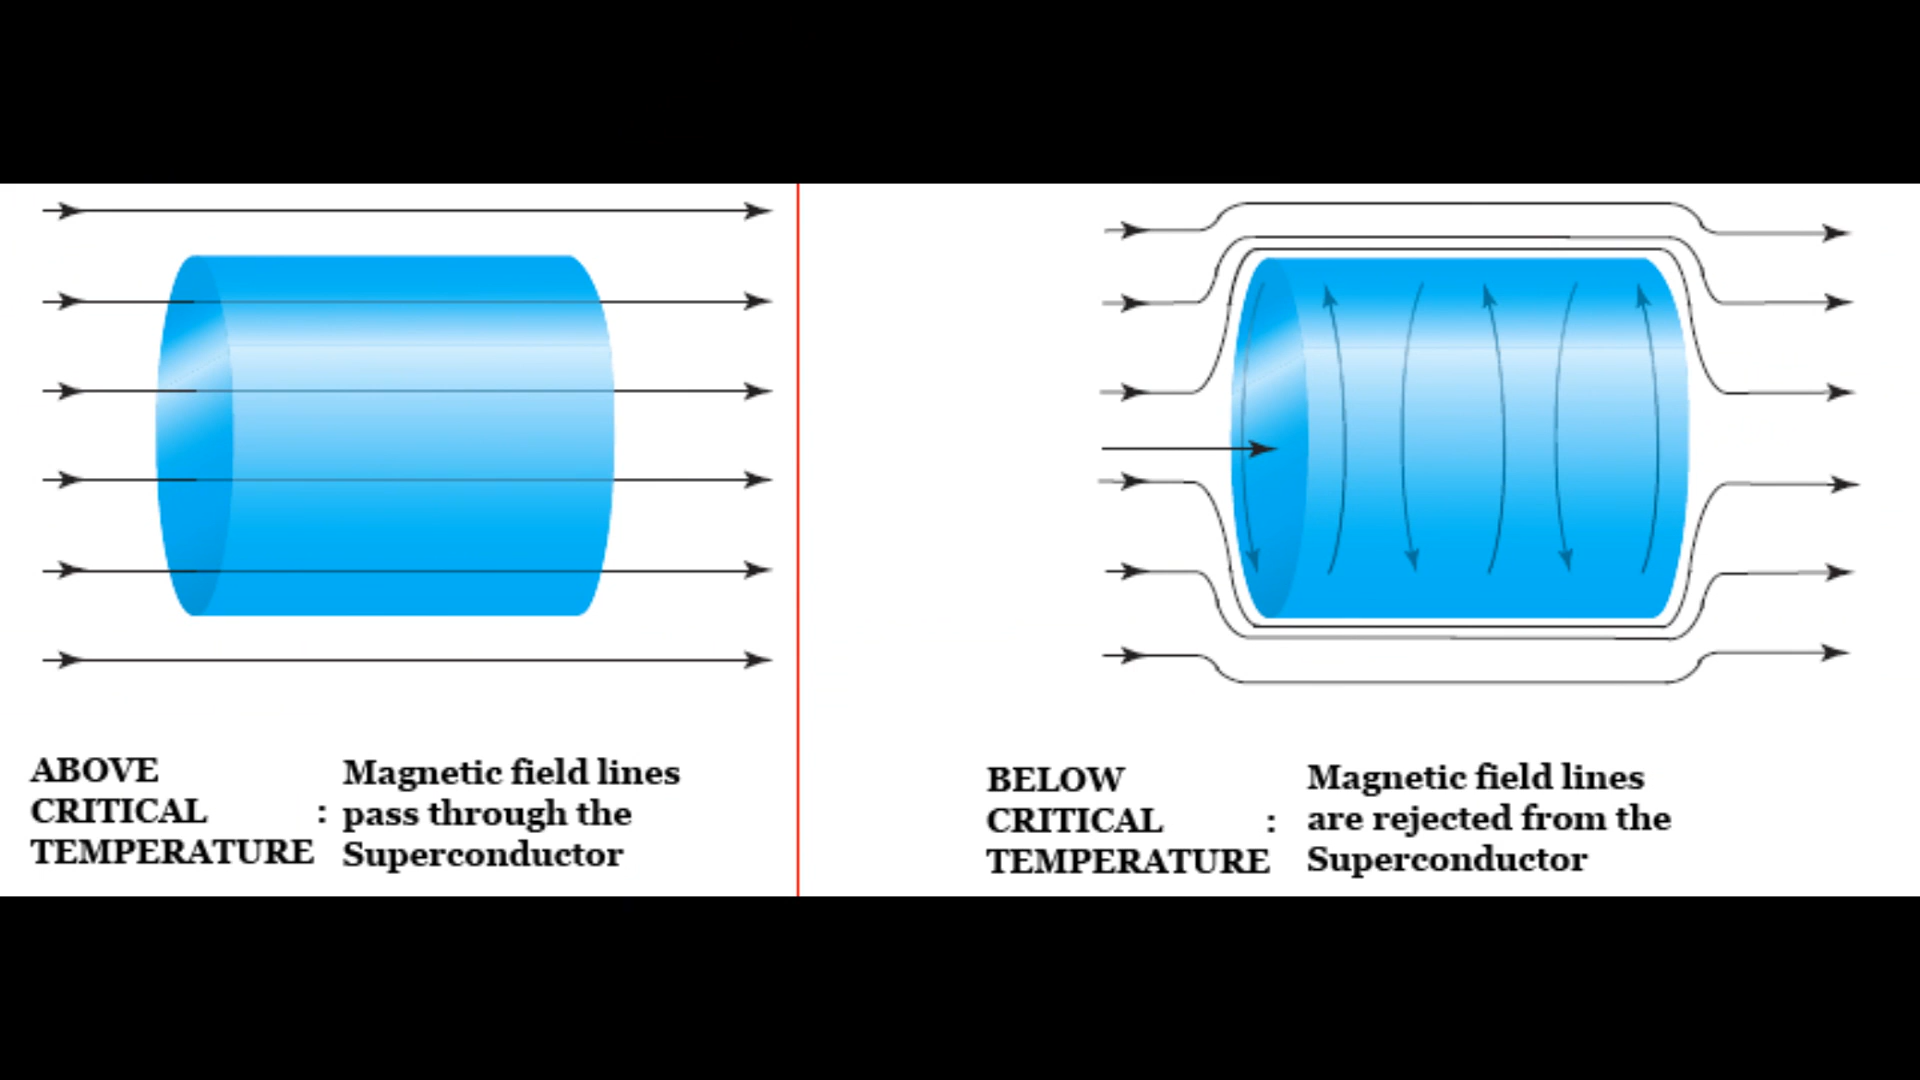 ABOVE
CRITICAL :
TEMPERATURE
Magnetic field lines
pass through the
Superconductor
BELOW
CRITICAL :
TEMPERATURE
Magnetic field lines
are rejected from the
Superconductor